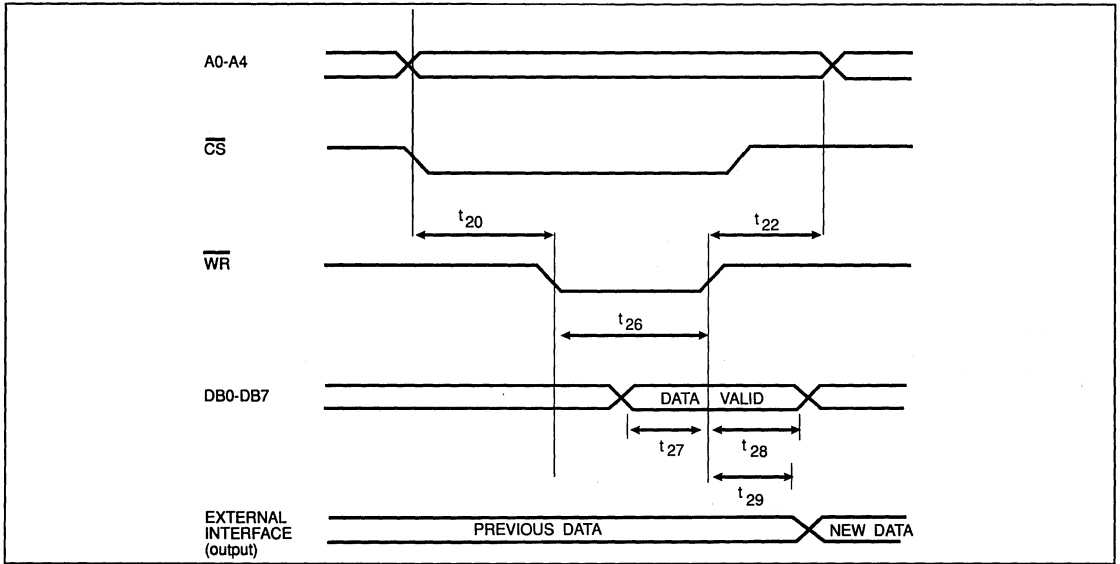 A0-A4
CS
t20
t22
WR
t26
DB0-DB7
DATA VALID
t27
t28
t29
EXTERNAL
INTERFACE
(output)
PREVIOUS DATA
NEW DATA